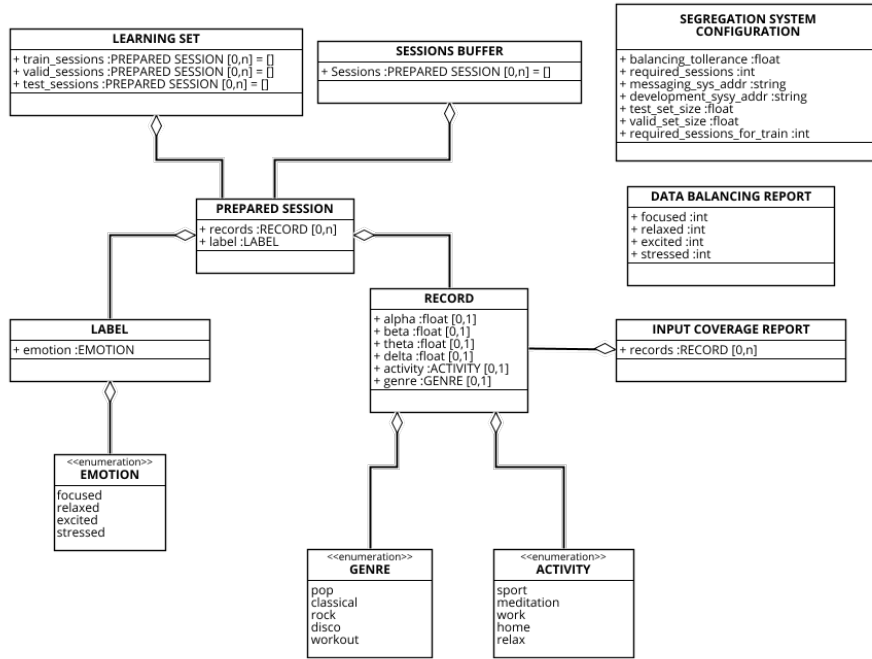 LEARNING SET
+ train_sessions :PREPARED SESSION [0,n] = []
+ valid_sessions :PREPARED SESSION [0,n] = []
+ test_sessions :PREPARED SESSION [0,n] = []
SESSIONS BUFFER
+ Sessions :PREPARED SESSION [0,n] = []
SEGREGATION SYSTEM
CONFIGURATION
+ balancing_tollerance :float
+ required_sessions :int
+ messaging_sys_addr :string
+ development_sysy_addr :string
+ test_set_size :float
+ valid_set_size :float
+ required_sessions_for_train :int
PREPARED SESSION
+ records :RECORD [0,n]
+ label :LABEL
DATA BALANCING REPORT
+ focused :int
+ relaxed :int
+ excited :int
+ stressed :int
LABEL
+ emotion :EMOTION
RECORD
+ alpha :float [0,1]
+ beta :float [0,1]
+ theta :float [0,1]
+ delta :float [0,1]
+ activity :ACTIVITY [0,1]
+ genre :GENRE [0,1]
INPUT COVERAGE REPORT
+ records :RECORD [0,n]
<<enumeration>>
EMOTION
focused
relaxed
excited
stressed
<<enumeration>>
GENRE
pop
classical
rock
disco
workout
<<enumeration>>
ACTIVITY
sport
meditation
work
home
relax